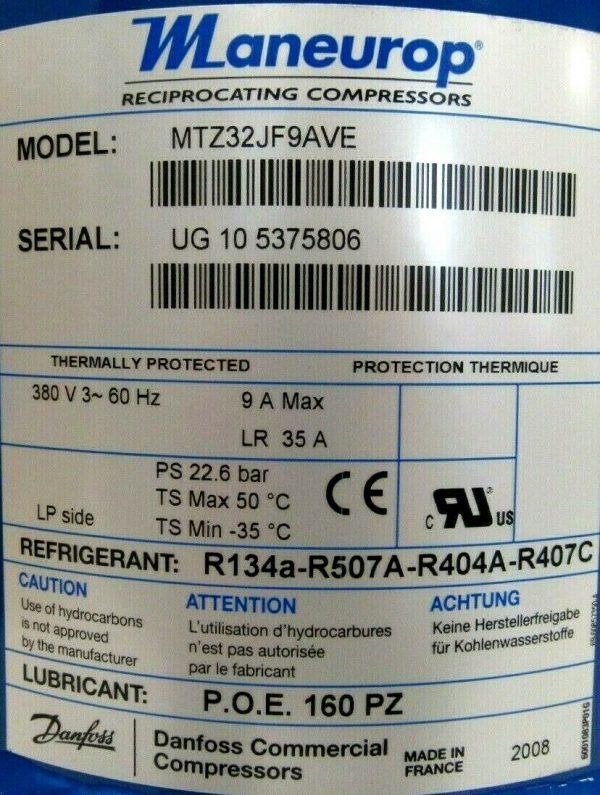 Maneurop®
RECIPROCATING COMPRESSORS
MODEL: MTZ32JF9AVE
SERIAL: UG 10 5375806
THERMALLY PROTECTED PROTECTION THERMIQUE
380 V 3~ 60 Hz 9 A Max
LR 35 A
PS 22.6 bar
LP side TS Max 50 °C
TS Min -35 °C
CE
c RU ® US
REFRIGERANT: R134a-R507A-R404A-R407C
CAUTION
Use of hydrocarbons
is not approved
by the manufacturer
ATTENTION
L'utilisation d'hydrocarbures
n'est pas autorisée
par le fabricant
ACHTUNG
Keine Herstellerfreigabe
für Kohlenwasserstoffe
LUBRICANT: P.O.E. 160 PZ
Danfoss
Danfoss Commercial
Compressors
MADE IN
FRANCE
2008
6001083P01G